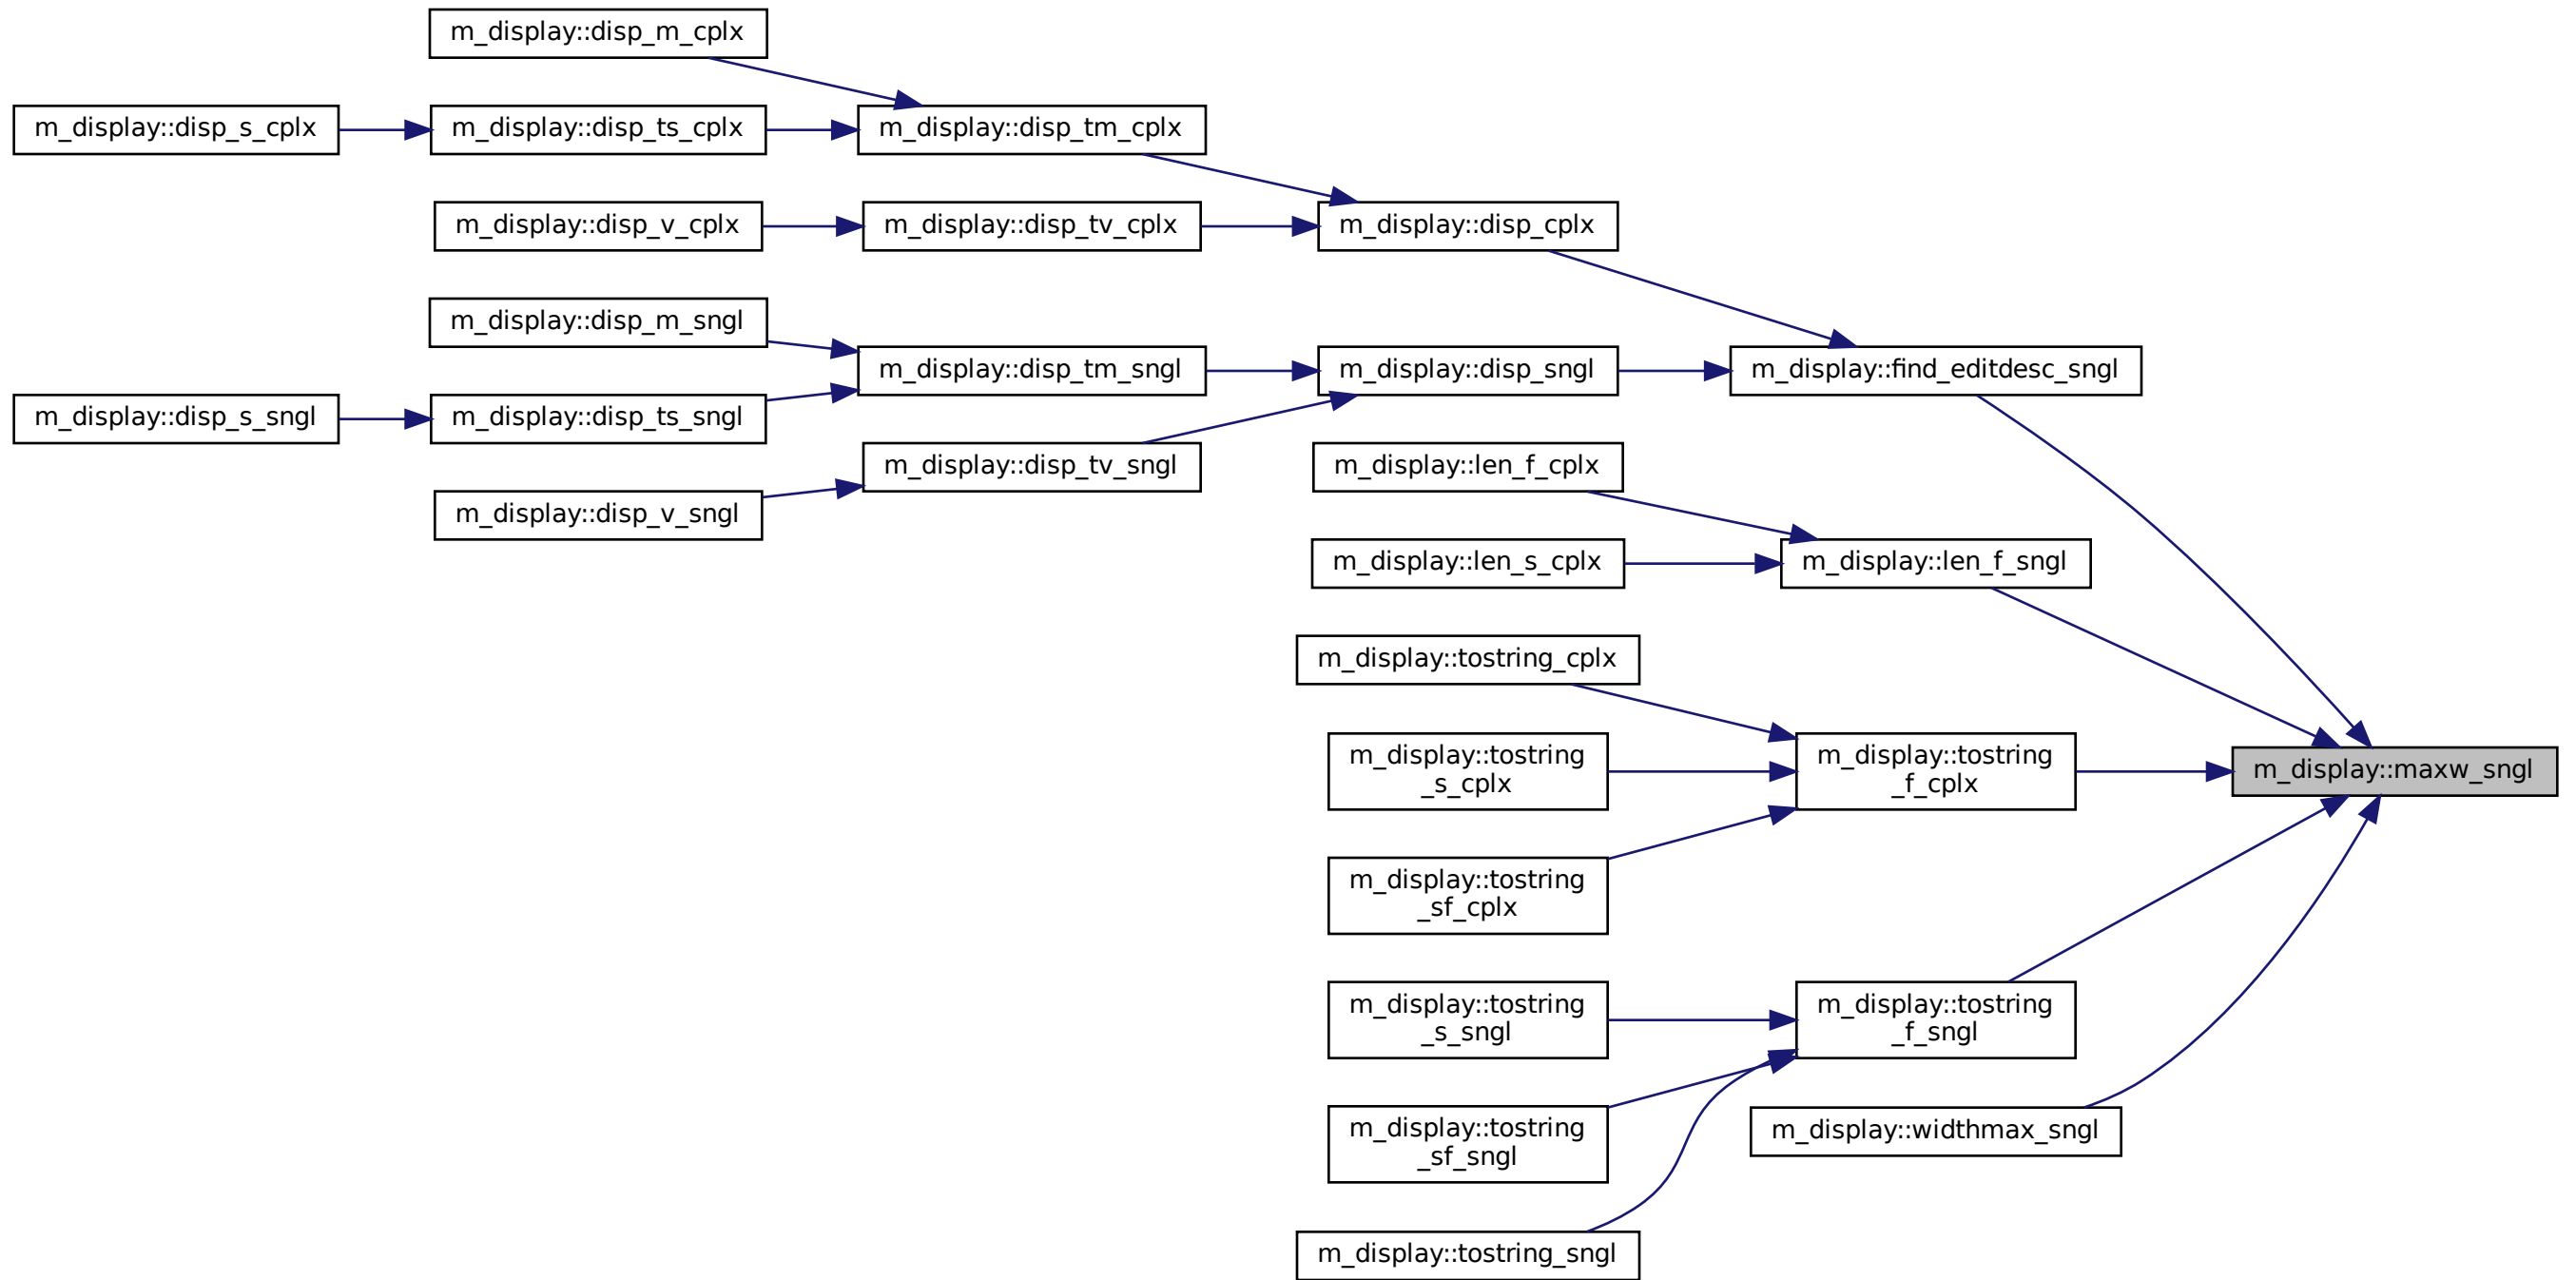 m_display::disp_m_cplx
m_display::disp_s_cplx
m_display::disp_ts_cplx
m_display::disp_tm_cplx
m_display::disp_v_cplx
m_display::disp_tv_cplx
m_display::disp_cplx
m_display::disp_m_sngl
m_display::disp_tm_sngl
m_display::disp_sngl
m_display::find_editdesc_sngl
m_display::disp_s_sngl
m_display::disp_ts_sngl
m_display::disp_tv_sngl
m_display::len_f_cplx
m_display::disp_v_sngl
m_display::len_s_cplx
m_display::len_f_sngl
m_display::tostring_cplx
m_display::tostring
_s_cplx
m_display::tostring
_f_cplx
m_display::maxw_sngl
m_display::tostring
_sf_cplx
m_display::tostring
_s_sngl
m_display::tostring
_f_sngl
m_display::tostring
_sf_sngl
m_display::widthmax_sngl
m_display::tostring_sngl